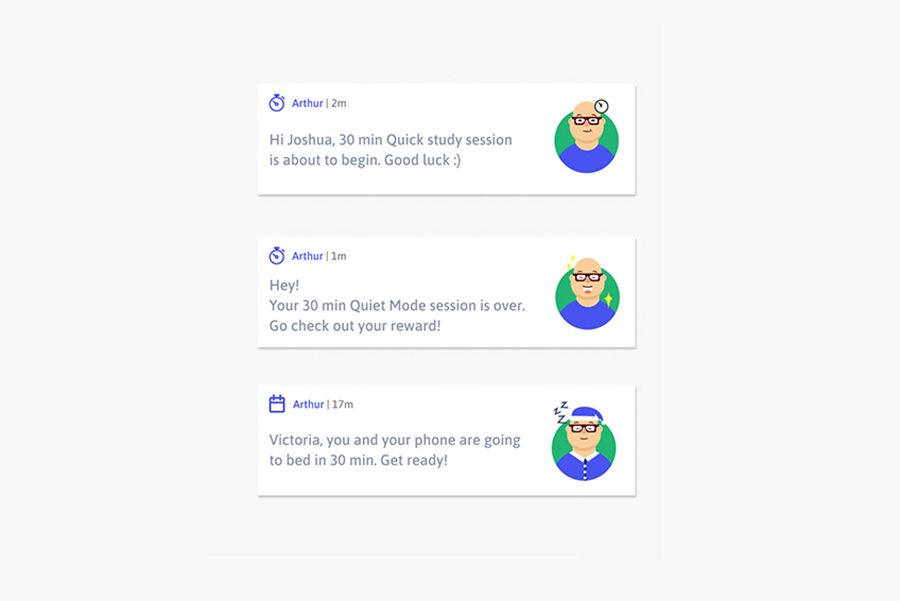 Arthur | 2m
Hi Joshua, 30 min Quick study session
is about to begin. Good luck :)
Arthur | 1m
Hey!
Your 30 min Quiet Mode session is over.
Go check out your reward!
Arthur | 17m
z Z
z Z
Victoria, you and your phone are going
to bed in 30 min. Get ready!